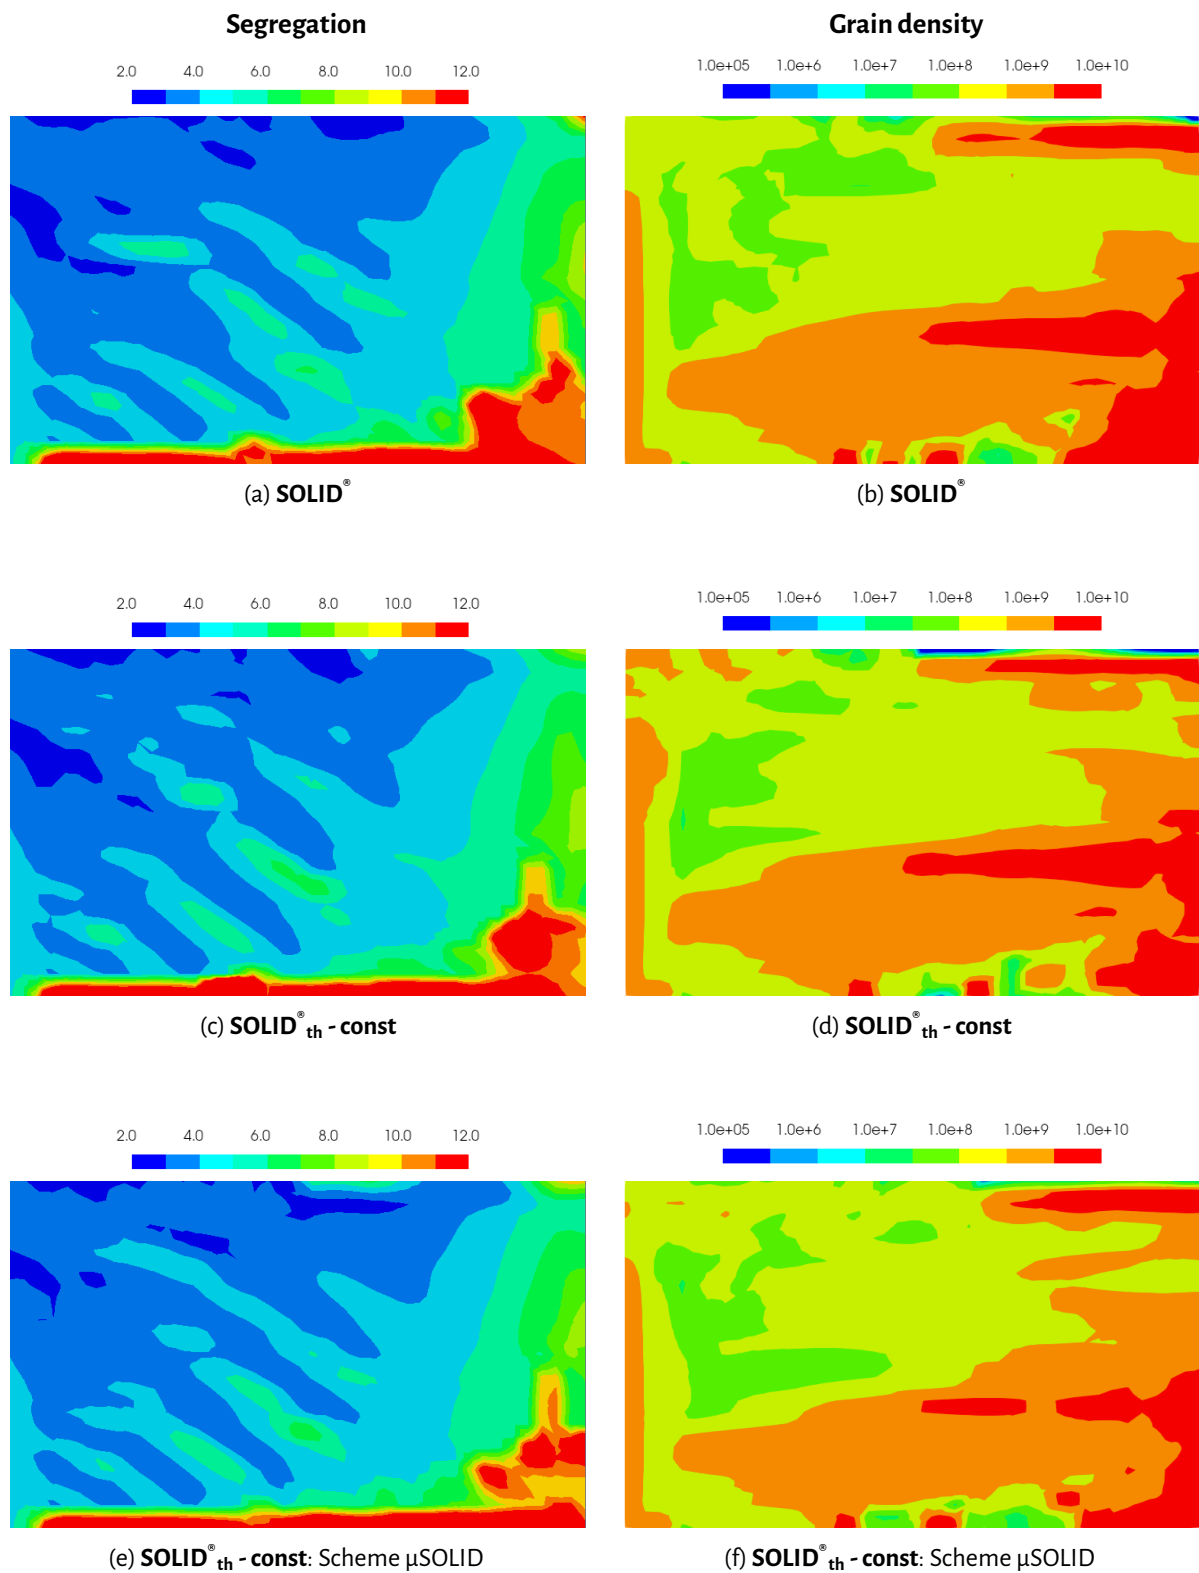 Segregation
Grain density
2.0 4.0 6.0 8.0 10.0 12.0
1.0e+05 1.0e+6 1.0e+7 1.0e+8 1.0e+9 1.0e+10
(a) SOLID®
(b) SOLID®
2.0 4.0 6.0 8.0 10.0 12.0
1.0e+05 1.0e+6 1.0e+7 1.0e+8 1.0e+9 1.0e+10
(c) SOLID®th - const
(d) SOLID®th - const
2.0 4.0 6.0 8.0 10.0 12.0
1.0e+05 1.0e+6 1.0e+7 1.0e+8 1.0e+9 1.0e+10
(e) SOLID®th - const: Scheme µSOLID
(f) SOLID®th - const: Scheme µSOLID